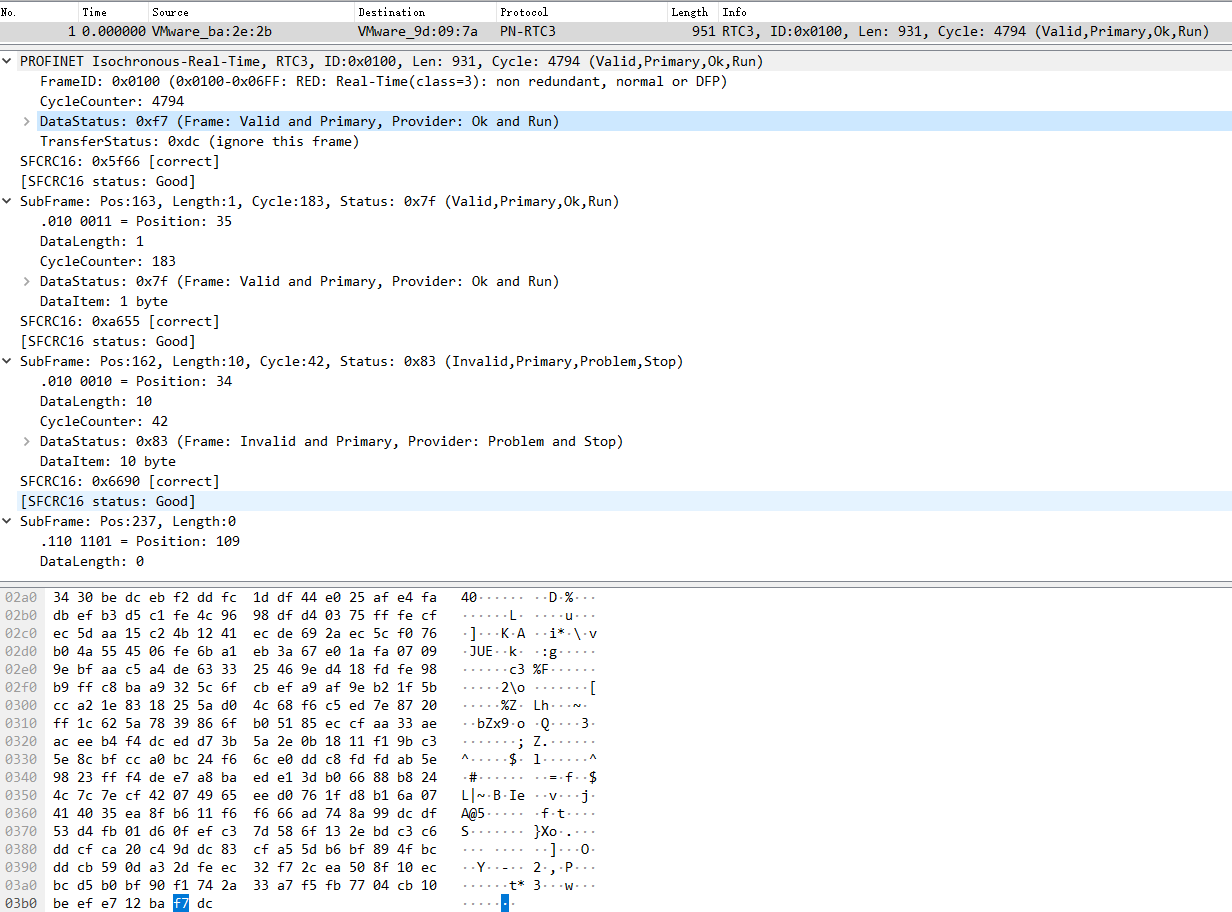 No. Time Source Destination Protocol Length Info
1 0.000000 VMware_ba:2e:2b VMware_9d:09:7a PN-RTC3 951 RTC3, ID:0x0100, Len: 931, Cycle: 4794 (Valid,Primary,Ok,Run)
PROFINET Isochronous-Real-Time, RTC3, ID:0x0100, Len: 931, Cycle: 4794 (Valid,Primary,Ok,Run)
FrameID: 0x0100 (0x0100-0x06FF: RED: Real-Time(class=3): non redundant, normal or DFP)
CycleCounter: 4794
DataStatus: 0xf7 (Frame: Valid and Primary, Provider: Ok and Run)
TransferStatus: 0xdc (ignore this frame)
SFCRC16: 0x5f66 [correct]
[SFCRC16 status: Good]
SubFrame: Pos:163, Length:1, Cycle:183, Status: 0x7f (Valid,Primary,Ok,Run)
.010 0011 = Position: 35
DataLength: 1
CycleCounter: 183
DataStatus: 0x7f (Frame: Valid and Primary, Provider: Ok and Run)
DataItem: 1 byte
SFCRC16: 0xa655 [correct]
[SFCRC16 status: Good]
SubFrame: Pos:162, Length:10, Cycle:42, Status: 0x83 (Invalid,Primary,Problem,Stop)
.010 0010 = Position: 34
DataLength: 10
CycleCounter: 42
DataStatus: 0x83 (Frame: Invalid and Primary, Provider: Problem and Stop)
DataItem: 10 byte
SFCRC16: 0x6690 [correct]
[SFCRC16 status: Good]
SubFrame: Pos:237, Length:0
.110 1101 = Position: 109
DataLength: 0
02a0 34 30 be dc eb f2 dd fc 1d df 44 e0 25 af e4 fa 40······ ··D·%···
02b0 db ef b3 d5 c1 fe 4c 96 98 df d4 03 75 ff fe cf ······L· ····u···
02c0 ec 5d aa 15 c2 4b 12 41 ec de 69 2a ec 5c f0 76 ·]···K·A ··i*·\·v
02d0 b0 4a 55 45 06 fe 6b a1 eb 3a 67 e0 1a fa 07 09 ·JUE··k· ·:g·····
02e0 9e bf aa c5 a4 de 63 33 25 46 9e d4 18 fd fe 98 ······c3 %F······
02f0 b9 ff c8 ba a9 32 5c 6f cb ef a9 af 9e b2 1f 5b ·····2\o ·······[
0300 cc a2 1e 83 18 25 5a d0 4c 68 f6 c5 ed 7e 87 20 ·····%Z· Lh···~·
0310 ff 1c 62 5a 78 39 86 6f b0 51 85 ec cf aa 33 ae ··bZx9·o ·Q····3·
0320 ac ee b4 f4 dc ed d7 3b 5a 2e 0b 18 11 f1 9b c3 ·······; Z.······
0330 5e 8c bf cc a0 bc 24 f6 6c e0 dd c8 fd fd ab 5e ^·····$· l······^
0340 98 23 ff f4 de e7 a8 ba ed e1 3d b0 66 88 b8 24 ·#······ ··=·f··$
0350 4c 7c 7e cf 42 07 49 65 ee d0 76 1f d8 b1 6a 07 L|~·B·Ie ··v···j·
0360 41 40 35 ea 8f b6 11 f6 f6 66 ad 74 8a 99 dc df A@5····· ·f·t····
0370 53 d4 fb 01 d6 0f ef c3 7d 58 6f 13 2e bd c3 c6 S······· }Xo·.···
0380 dd cf ca 20 c4 9d dc 83 cf a5 5d b6 bf 89 4f bc ··· ···· ··]···O·
0390 dd cb 59 0d a3 2d fe ec 32 f7 2c ea 50 8f 10 ec ··Y··-·· 2·,·P···
03a0 bc d5 b0 bf 90 f1 74 2a 33 a7 f5 fb 77 04 cb 10 ······t* 3···w···
03b0 be ef e7 12 ba f7 dc ·······